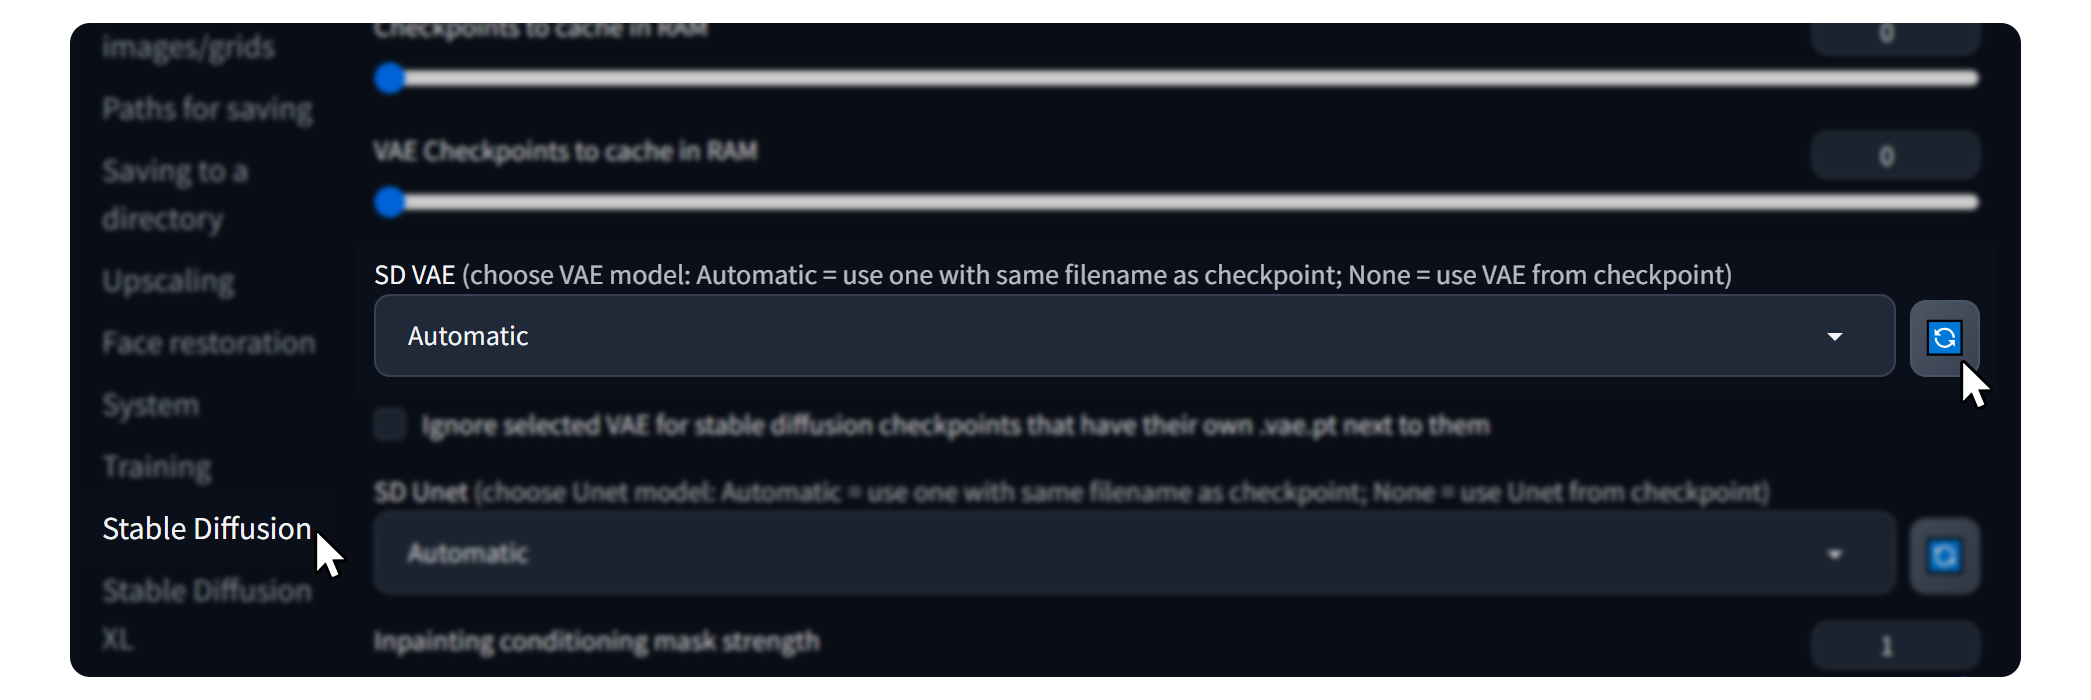 images/grids
Paths for saving
Saving to a
directory
Upscaling
Face restoration
System
Training
Stable Diffusion
Stable Diffusion
XL
Checkpoints to cache in RAM
0
VAE Checkpoints to cache in RAM
0
SD VAE (choose VAE model: Automatic = use one with same filename as checkpoint; None = use VAE from checkpoint)
Automatic
Ignore selected VAE for stable diffusion checkpoints that have their own .vae.pt next to them
SD Unet (choose Unet model: Automatic = use one with same filename as checkpoint; None = use Unet from checkpoint)
Automatic
Inpainting conditioning mask strength
1